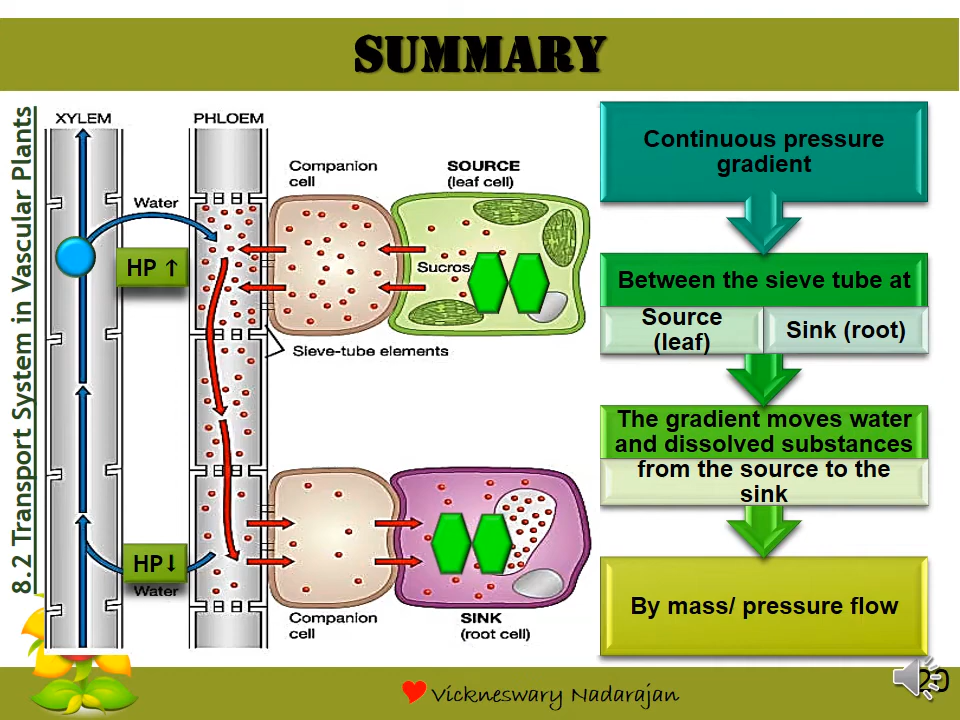 SUMMARY
8.2 Transport System in Vascular Plants
XYLEM
PHLOEM
Companion
cell
SOURCE
(leaf cell)
Water
HP ↑
Sucros
Sieve-tube elements
HP↓
Water
Companion
cell
SINK
(root cell)
Continuous pressure
gradient
Between the sieve tube at
Source
(leaf)
Sink (root)
The gradient moves water
and dissolved substances
from the source to the
sink
By mass/ pressure flow
Vickneswary Nadarajan